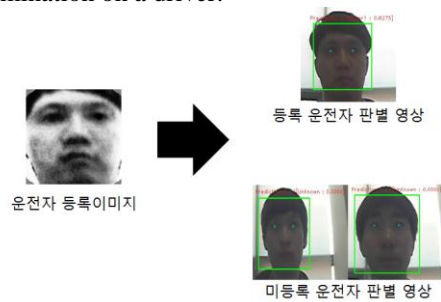 mination on a driver.
등록 운전자 판별 영상
운전자 등록이미지
미등록 운전자 판별 영상